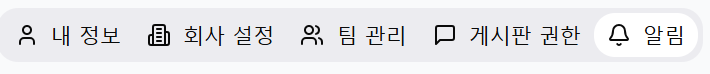 내 정보 회사 설정 팀 관리 게시판 권한 알림